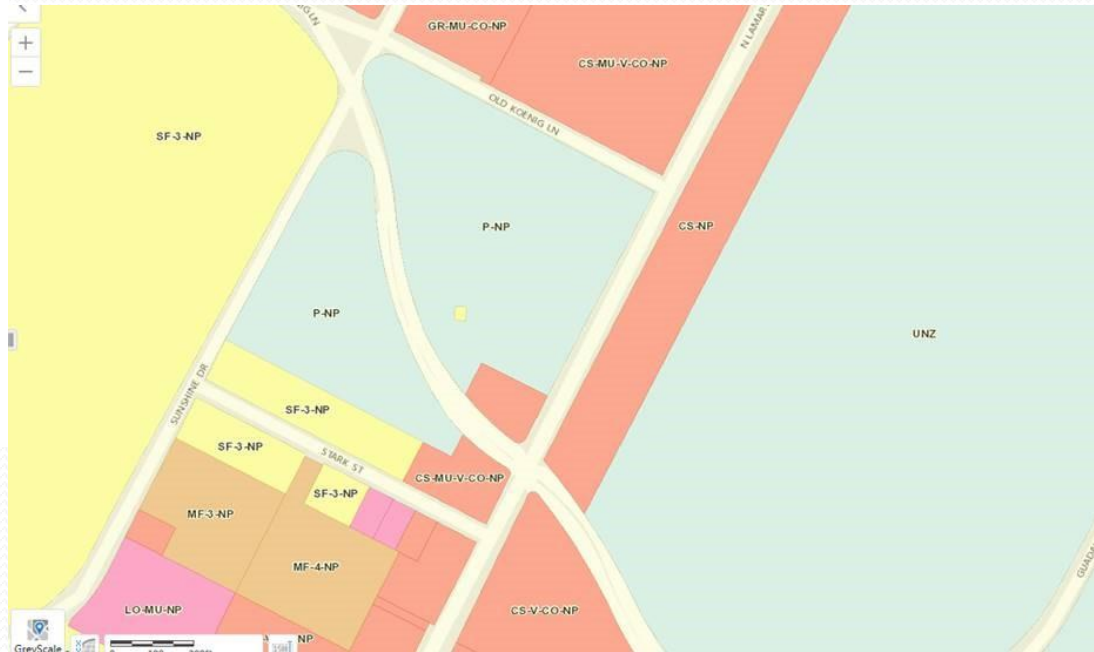 GR-MU-CO-NP
N LAMAR
CS-MU-V-CO-NP
OLD KOENIG LN
SF-3-NP
P-NP
CS-NP
P-NP
UNZ
SUNSHINE DR
SF-3-NP
SF-3-NP
STARK ST
CS-MU-V-CO-NP
SF-3-NP
MF-3-NP
MF-4-NP
LO-MU-NP
CS-V-CO-NP
NP
GreyScale